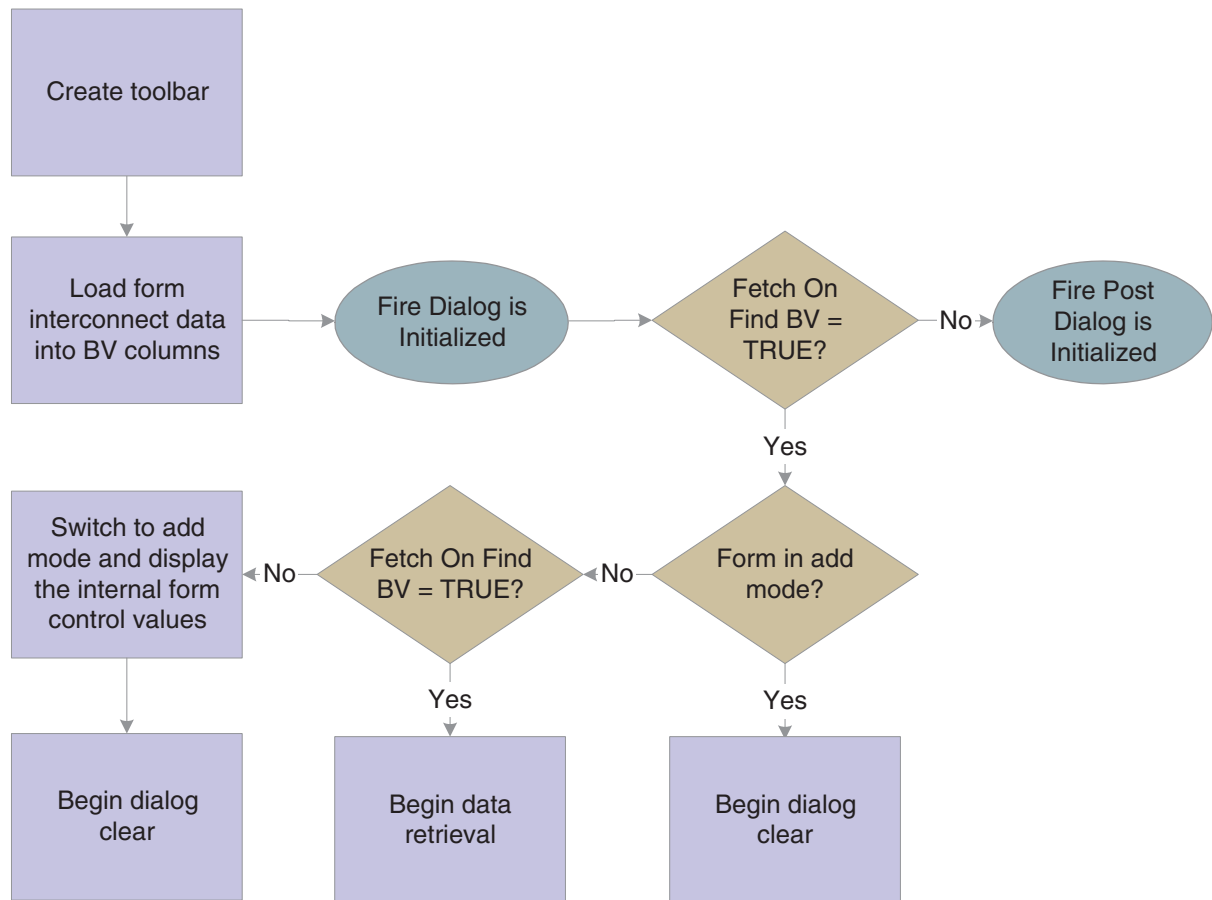 Create toolbar
Load form
interconnect data
into BV columns
Fire Dialog is
Initialized
Fetch On
Find BV =
TRUE?
No
Fire Post
Dialog is
Initialized
Yes
Switch to add
mode and display
the internal form
control values
No
Fetch On Find
BV = TRUE?
No
Form in add
mode?
Yes
Yes
Begin dialog
clear
Begin data
retrieval
Begin dialog
clear